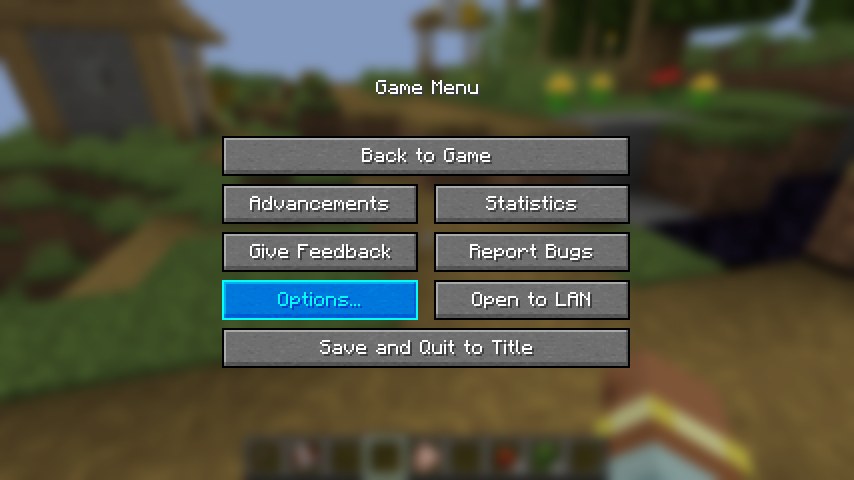 Game Menu
Back to Game
Advancements
Statistics
Give Feedback
Report Bugs
Options...
Open to LAN
Save and Quit to Title